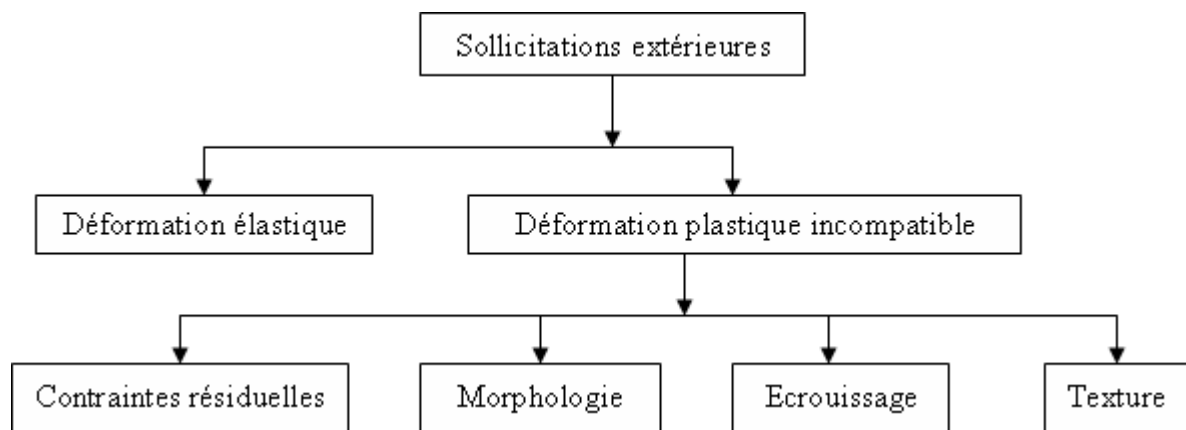 Sollicitations extérieures
Déformation élastique
Déformation plastique incompatible
Contraintes résiduelles
Morphologie
Ecrouissage
Texture